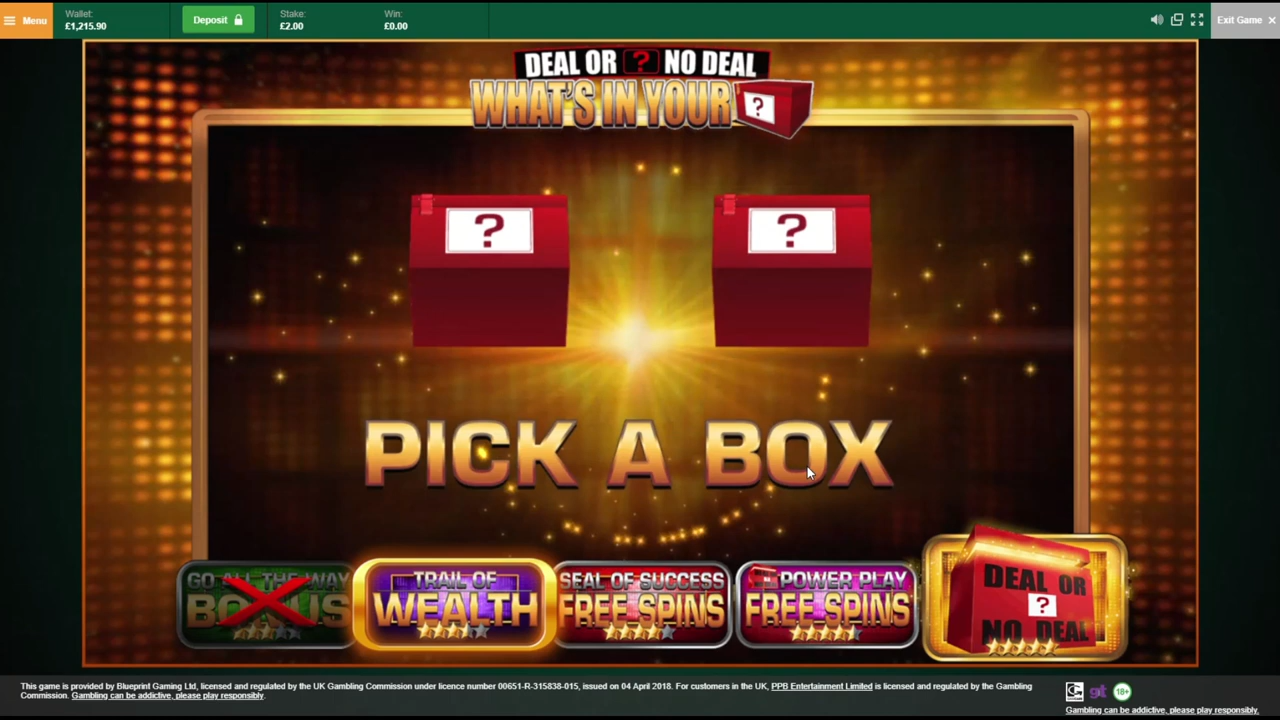 Menu
Wallet:
£1,215.90
Deposit
Stake:
£2.00
Win:
£0.00
Exit Game
DEAL OR ? NO DEAL
WHAT'S IN YOUR ?
? ?
PICK A BOX
GO ALL THE WAY
BONUS
TRAIL OF
WEALTH
SEAL OF SUCCESS
FREE SPINS
POWER PLAY
FREE SPINS
DEAL OR
?
NO DEAL
This game is provided by Blueprint Gaming Ltd, licensed and regulated by the UK Gambling Commission under licence number 00651-R-315838-015, issued on 04 April 2018. For customers in the UK, PPB Entertainment Limited is licensed and regulated by the Gambling
Commission. Gambling can be addictive, please play responsibly.
18+
Gambling can be addictive, please play responsibly.